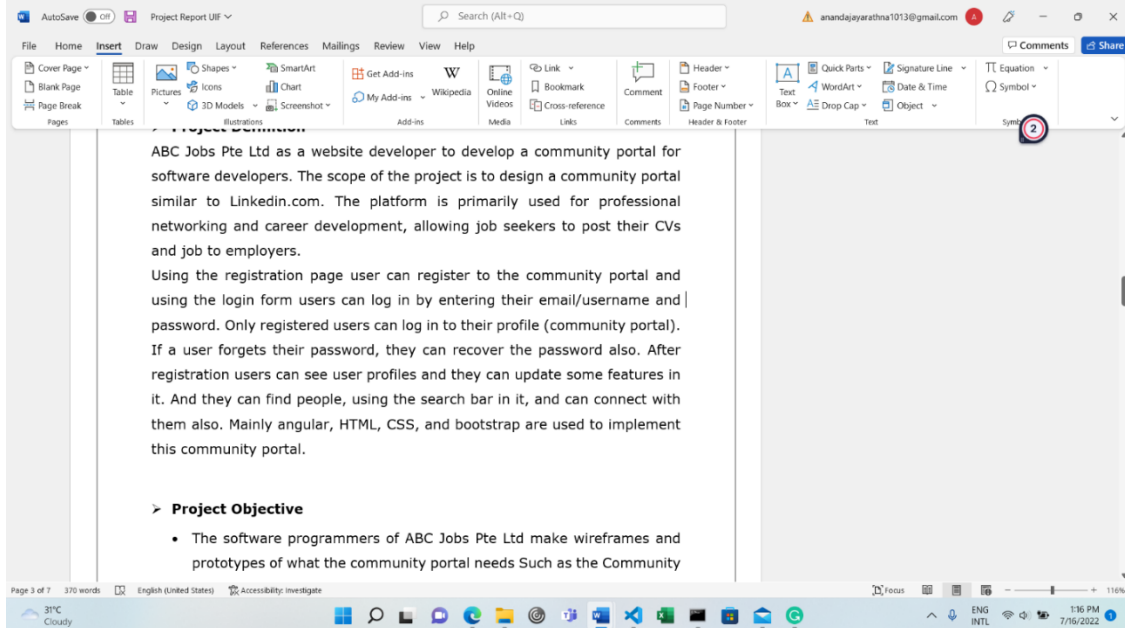 AutoSave Off Project Report UIF Search (Alt+Q) anandajayarathna1013@gmail.com A
File Home Insert Draw Design Layout References Mailings Review View Help Comments Share
Cover Page Shapes SmartArt Get Add-ins Link Header Quick Parts Signature Line Equation
Blank Page Table Pictures Icons Chart Wikipedia Online Videos Bookmark Comment Footer Text Box WordArt Date & Time Symbol
Page Break 3D Models Screenshot My Add-ins Cross-reference Page Number Drop Cap Object
Pages Tables Illustrations Add-ins Media Links Comments Header & Footer Text Symb
2
Project Definition
ABC Jobs Pte Ltd as a website developer to develop a community portal for
software developers. The scope of the project is to design a community portal
similar to Linkedin.com. The platform is primarily used for professional
networking and career development, allowing job seekers to post their CVs
and job to employers.
Using the registration page user can register to the community portal and
using the login form users can log in by entering their email/username and
password. Only registered users can log in to their profile (community portal).
If a user forgets their password, they can recover the password also. After
registration users can see user profiles and they can update some features in
it. And they can find people, using the search bar in it, and can connect with
them also. Mainly angular, HTML, CSS, and bootstrap are used to implement
this community portal.
➢ Project Objective
• The software programmers of ABC Jobs Pte Ltd make wireframes and
prototypes of what the community portal needs Such as the Community
Page 3 of 7 370 words English (United States) Accessibility: Investigate Focus 116%
31°C ENG 1:16 PM
Cloudy INTL 7/16/2022 1